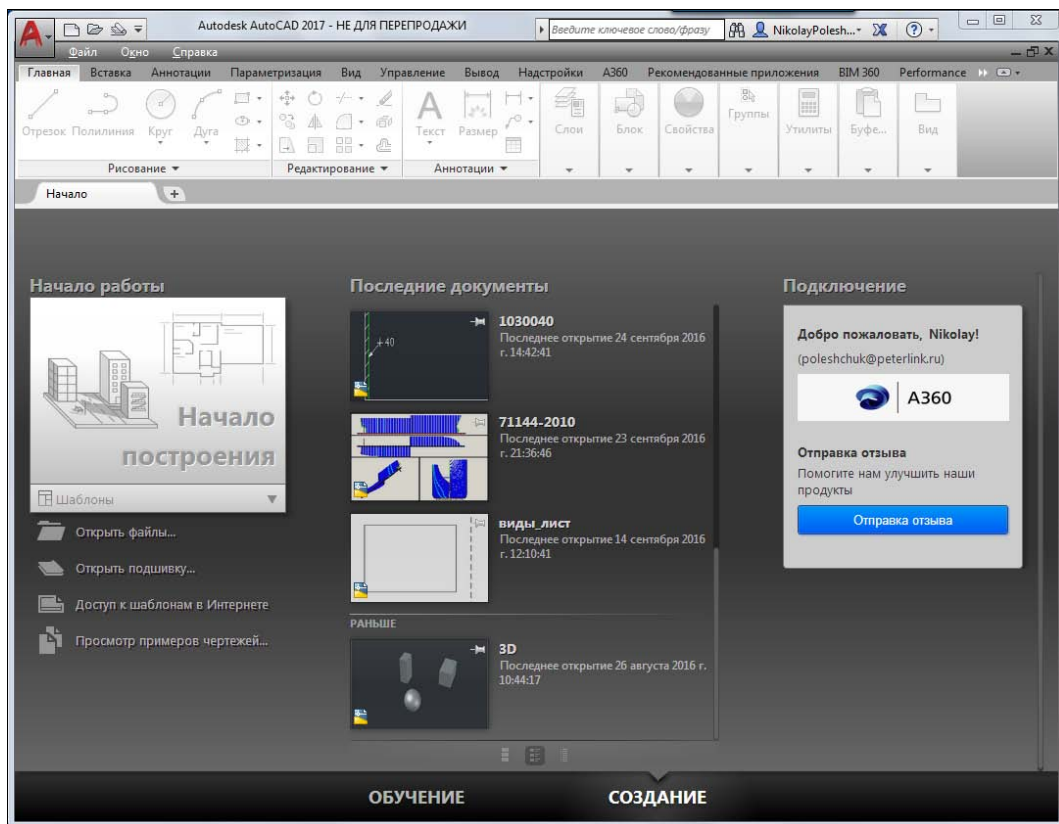 Autodesk AutoCAD 2017 - НЕ ДЛЯ ПЕРЕПРОДАЖИ
Введите ключевое слово/фразу
NikolayPolesh...
Файл Окно Справка
Главная Вставка Аннотации Параметризация Вид Управление Вывод Надстройки A360 Рекомендованные приложения BIM 360 Performance
Отрезок Полилиния Круг Дуга
Текст Размер
Слои Блок Свойства Группы Утилиты Буфе... Вид
Рисование Редактирование Аннотации
Начало
Начало работы
Начало
построения
Шаблоны
Открыть файлы...
Открыть подшивку...
Доступ к шаблонам в Интернете
Просмотр примеров чертежей...
Последние документы
+40
1030040
Последнее открытие 24 сентября 2016
г. 14:42:41
71144-2010
Последнее открытие 23 сентября 2016
г. 21:36:46
виды_лист
Последнее открытие 14 сентября 2016
г. 12:10:41
РАНЬШЕ
3D
Последнее открытие 26 августа 2016 г.
10:44:17
Подключение
Добро пожаловать, Nikolay!
(poleshchuk@peterlink.ru)
A360
Отправка отзыва
Помогите нам улучшить наши
продукты
Отправка отзыва
ОБУЧЕНИЕ СОЗДАНИЕ